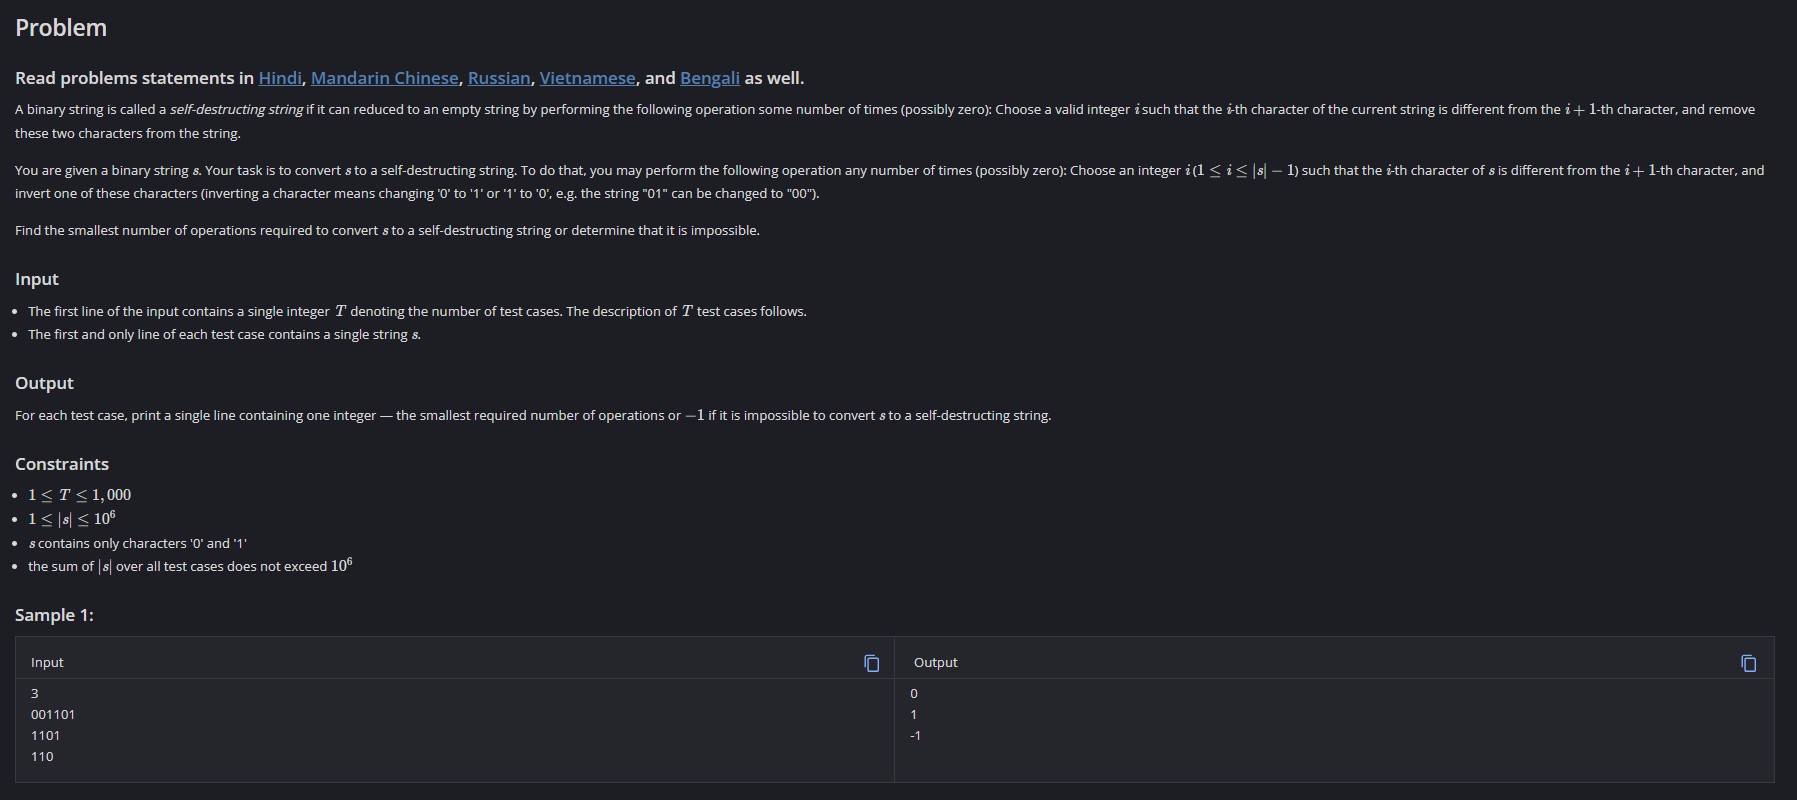 Problem
Read problems statements in Hindi, Mandarin Chinese, Russian, Vietnamese, and Bengali as well.
A binary string is called a self-destructing string if it can reduced to an empty string by performing the following operation some number of times (possibly zero): Choose a valid integer i such that the i-th character of the current string is different from the i + 1-th character, and remove
these two characters from the string.
You are given a binary string s. Your task is to convert s to a self-destructing string. To do that, you may perform the following operation any number of times (possibly zero): Choose an integer i (1 ≤ i ≤ |s| − 1) such that the i-th character of s is different from the i + 1-th character, and
invert one of these characters (inverting a character means changing '0' to '1' or '1' to '0', e.g. the string "01" can be changed to "00").
Find the smallest number of operations required to convert s to a self-destructing string or determine that it is impossible.
Input
• The first line of the input contains a single integer T denoting the number of test cases. The description of T test cases follows.
• The first and only line of each test case contains a single string s.
Output
For each test case, print a single line containing one integer — the smallest required number of operations or −1 if it is impossible to convert s to a self-destructing string.
Constraints
• 1 ≤ T ≤ 1,000
• 1 ≤ |s| ≤ 10⁶
• s contains only characters '0' and '1'
• the sum of |s| over all test cases does not exceed 10⁶
Sample 1:
Input
Output
3
001101
1101
110
0
1
-1